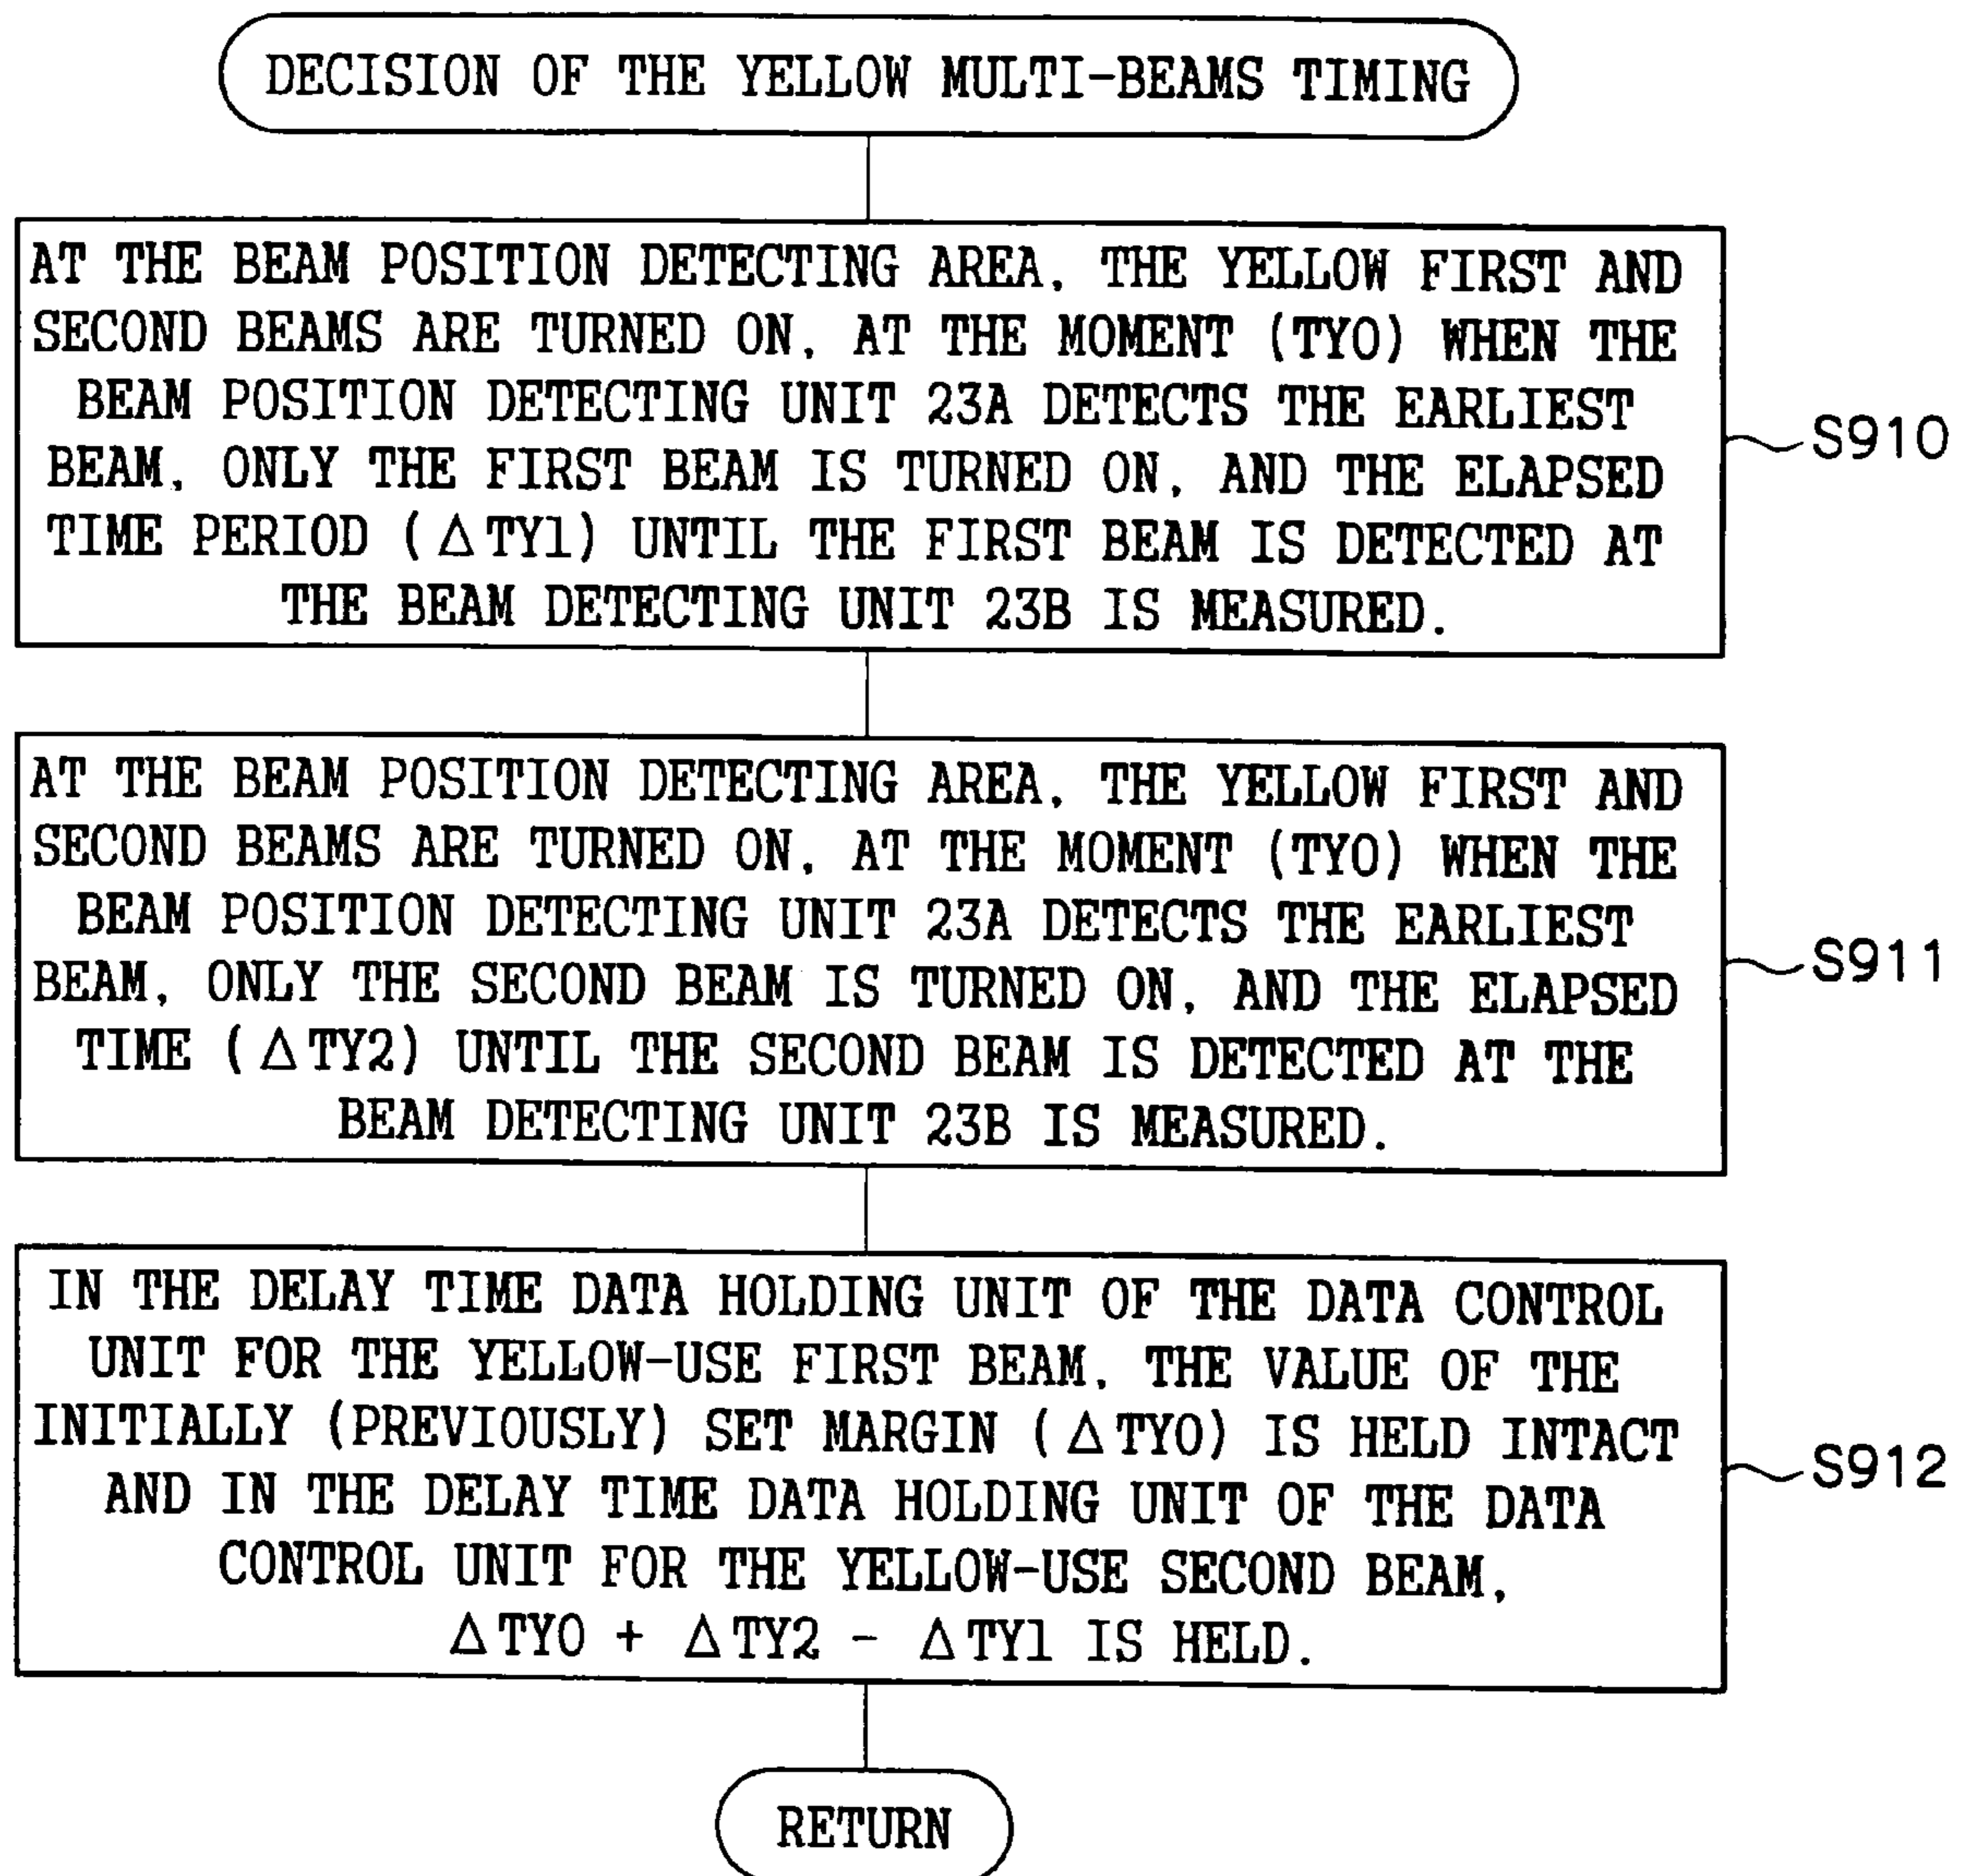 DECISION OF THE YELLOW MULTI-BEAMS TIMING
AT THE BEAM POSITION DETECTING AREA, THE YELLOW FIRST AND
SECOND BEAMS ARE TURNED ON, AT THE MOMENT (TY0) WHEN THE
BEAM POSITION DETECTING UNIT 23A DETECTS THE EARLIEST
BEAM, ONLY THE FIRST BEAM IS TURNED ON, AND THE ELAPSED
TIME PERIOD (△TY1) UNTIL THE FIRST BEAM IS DETECTED AT
THE BEAM DETECTING UNIT 23B IS MEASURED.
S910
AT THE BEAM POSITION DETECTING AREA, THE YELLOW FIRST AND
SECOND BEAMS ARE TURNED ON, AT THE MOMENT (TY0) WHEN THE
BEAM POSITION DETECTING UNIT 23A DETECTS THE EARLIEST
BEAM, ONLY THE SECOND BEAM IS TURNED ON, AND THE ELAPSED
TIME (△TY2) UNTIL THE SECOND BEAM IS DETECTED AT THE
BEAM DETECTING UNIT 23B IS MEASURED.
S911
IN THE DELAY TIME DATA HOLDING UNIT OF THE DATA CONTROL
UNIT FOR THE YELLOW-USE FIRST BEAM, THE VALUE OF THE
INITIALLY (PREVIOUSLY) SET MARGIN (△TY0) IS HELD INTACT
AND IN THE DELAY TIME DATA HOLDING UNIT OF THE DATA
CONTROL UNIT FOR THE YELLOW-USE SECOND BEAM,
△TY0 + △TY2 - △TY1 IS HELD.
S912
RETURN